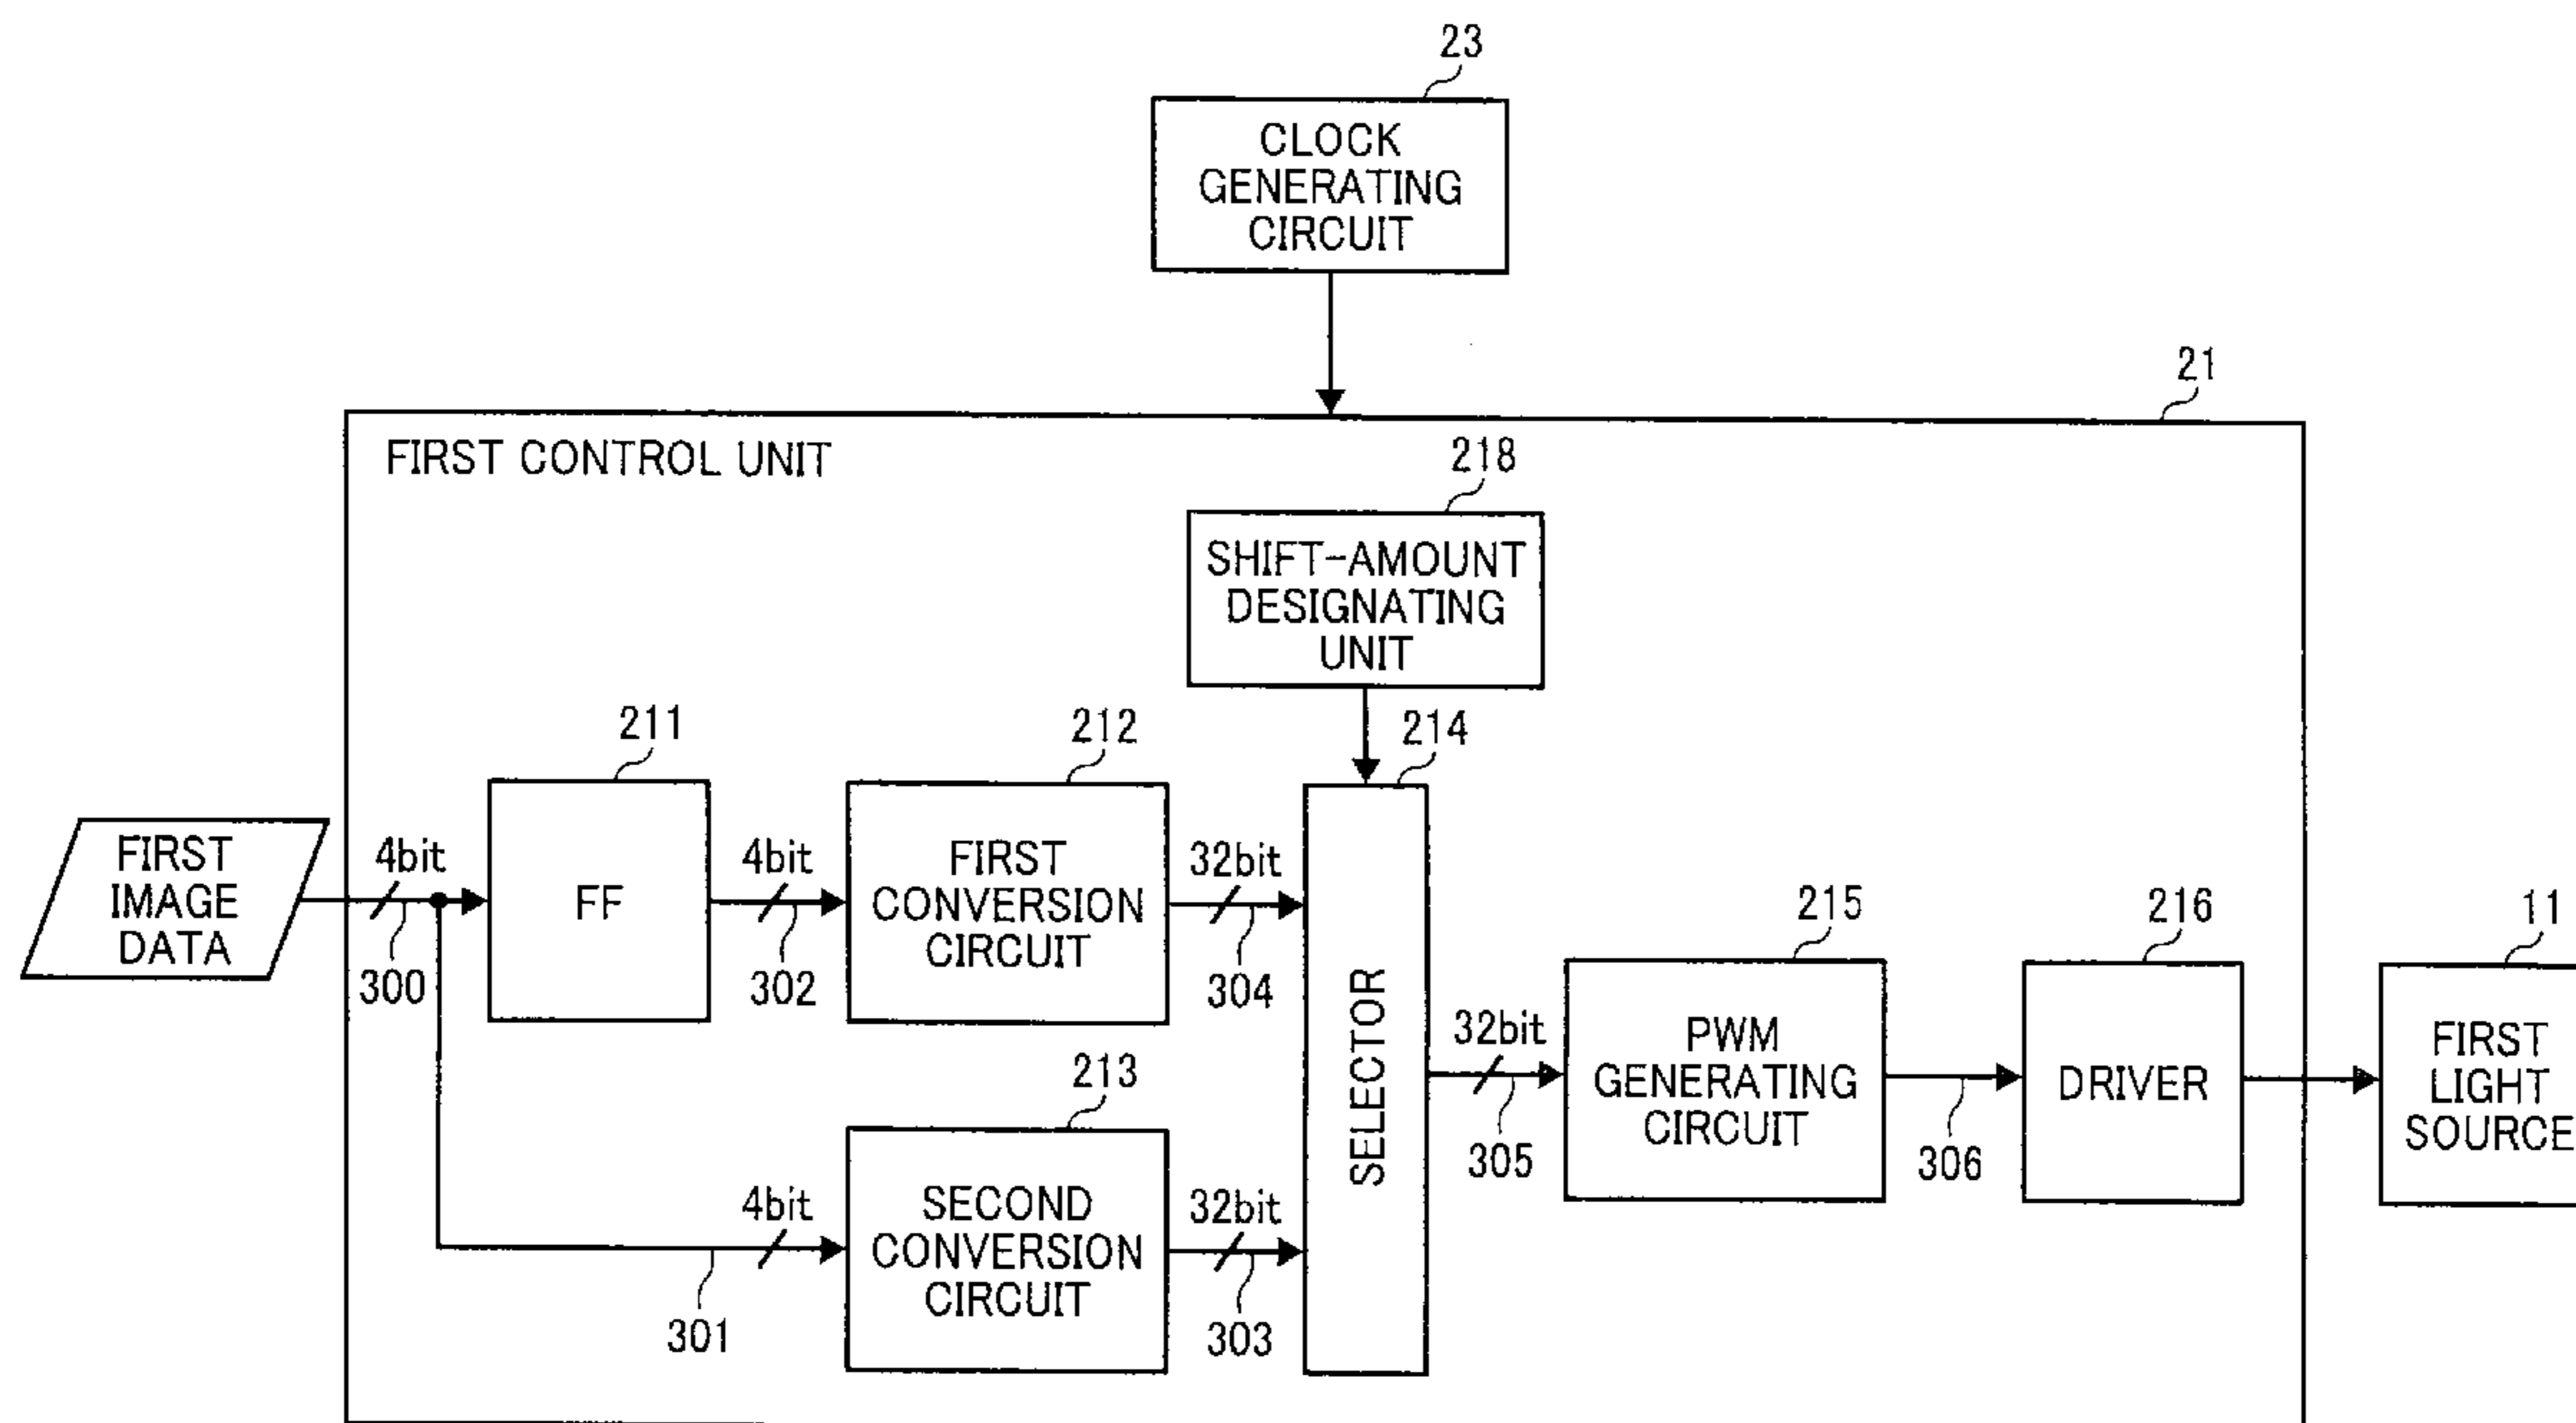 23
CLOCK
GENERATING
CIRCUIT
21
FIRST CONTROL UNIT
218
SHIFT-AMOUNT
DESIGNATING
UNIT
211
212
214
FIRST
IMAGE
DATA
4bit
300
FF
4bit
302
FIRST
CONVERSION
CIRCUIT
32bit
304
SELECTOR
213
4bit
301
SECOND
CONVERSION
CIRCUIT
32bit
303
32bit
305
215
PWM
GENERATING
CIRCUIT
306
216
DRIVER
11
FIRST
LIGHT
SOURCE